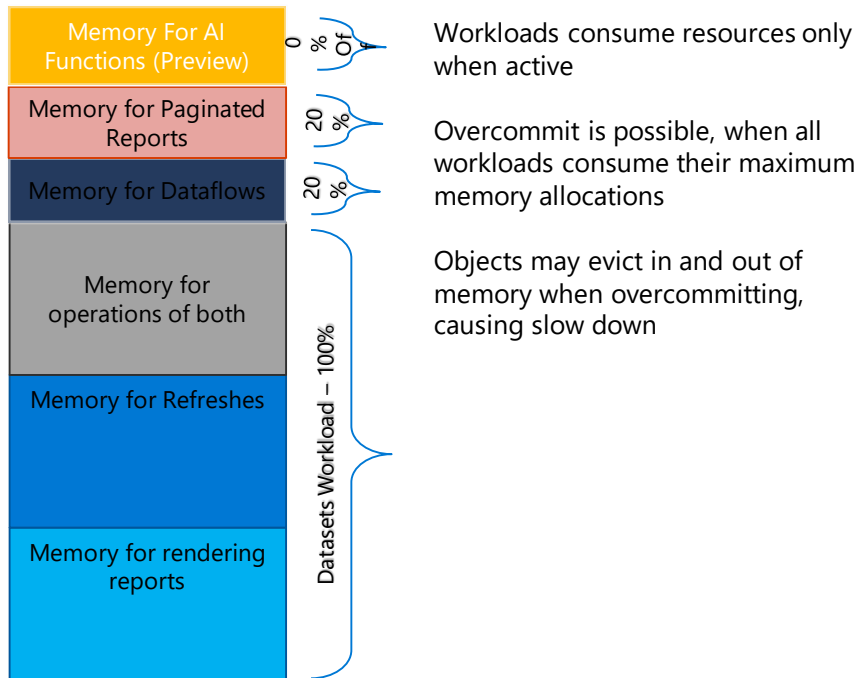 Memory For AI
Functions (Preview)
0
%
Of
f
Workloads consume resources only
when active
Memory for Paginated
Reports
20
%
Overcommit is possible, when all
workloads consume their maximum
memory allocations
Memory for Dataflows
20
%
Objects may evict in and out of
memory when overcommitting,
causing slow down
Memory for
operations of both
Memory for Refreshes
Memory for rendering
reports
Datasets Workload – 100%